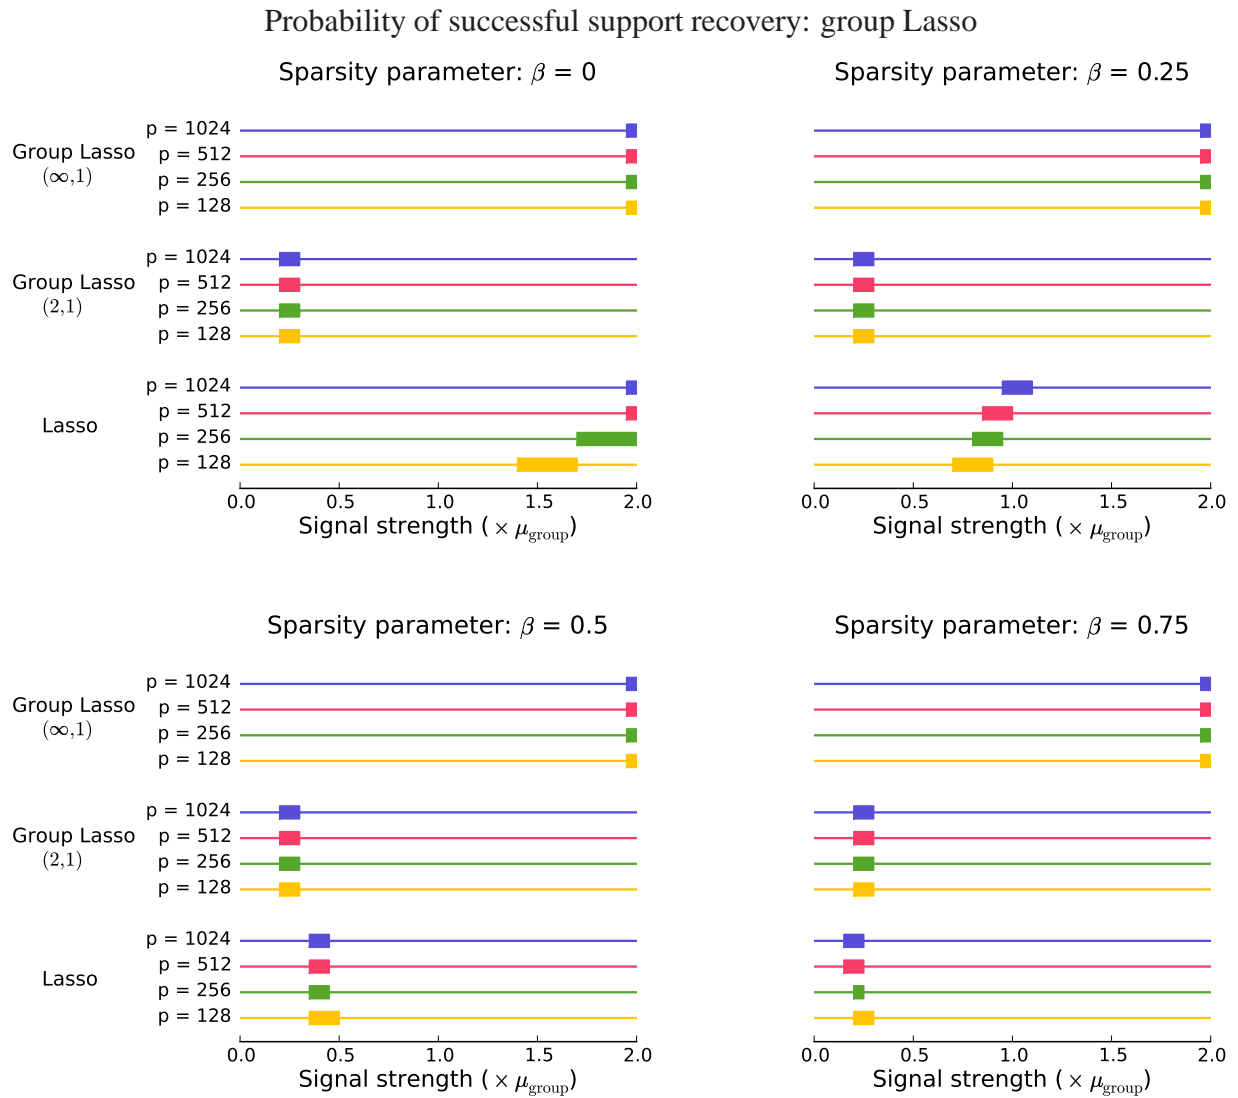 Probability of successful support recovery: group Lasso
Sparsity parameter: β = 0
Group Lasso
(∞,1)
p = 1024
p = 512
p = 256
p = 128
Group Lasso
(2,1)
p = 1024
p = 512
p = 256
p = 128
Lasso
p = 1024
p = 512
p = 256
p = 128
0.0 0.5 1.0 1.5 2.0
Signal strength ( × μgroup)
Sparsity parameter: β = 0.25
0.0 0.5 1.0 1.5 2.0
Signal strength ( × μgroup)
Sparsity parameter: β = 0.5
Group Lasso
(∞,1)
p = 1024
p = 512
p = 256
p = 128
Group Lasso
(2,1)
p = 1024
p = 512
p = 256
p = 128
Lasso
p = 1024
p = 512
p = 256
p = 128
0.0 0.5 1.0 1.5 2.0
Signal strength ( × μgroup)
Sparsity parameter: β = 0.75
0.0 0.5 1.0 1.5 2.0
Signal strength ( × μgroup)